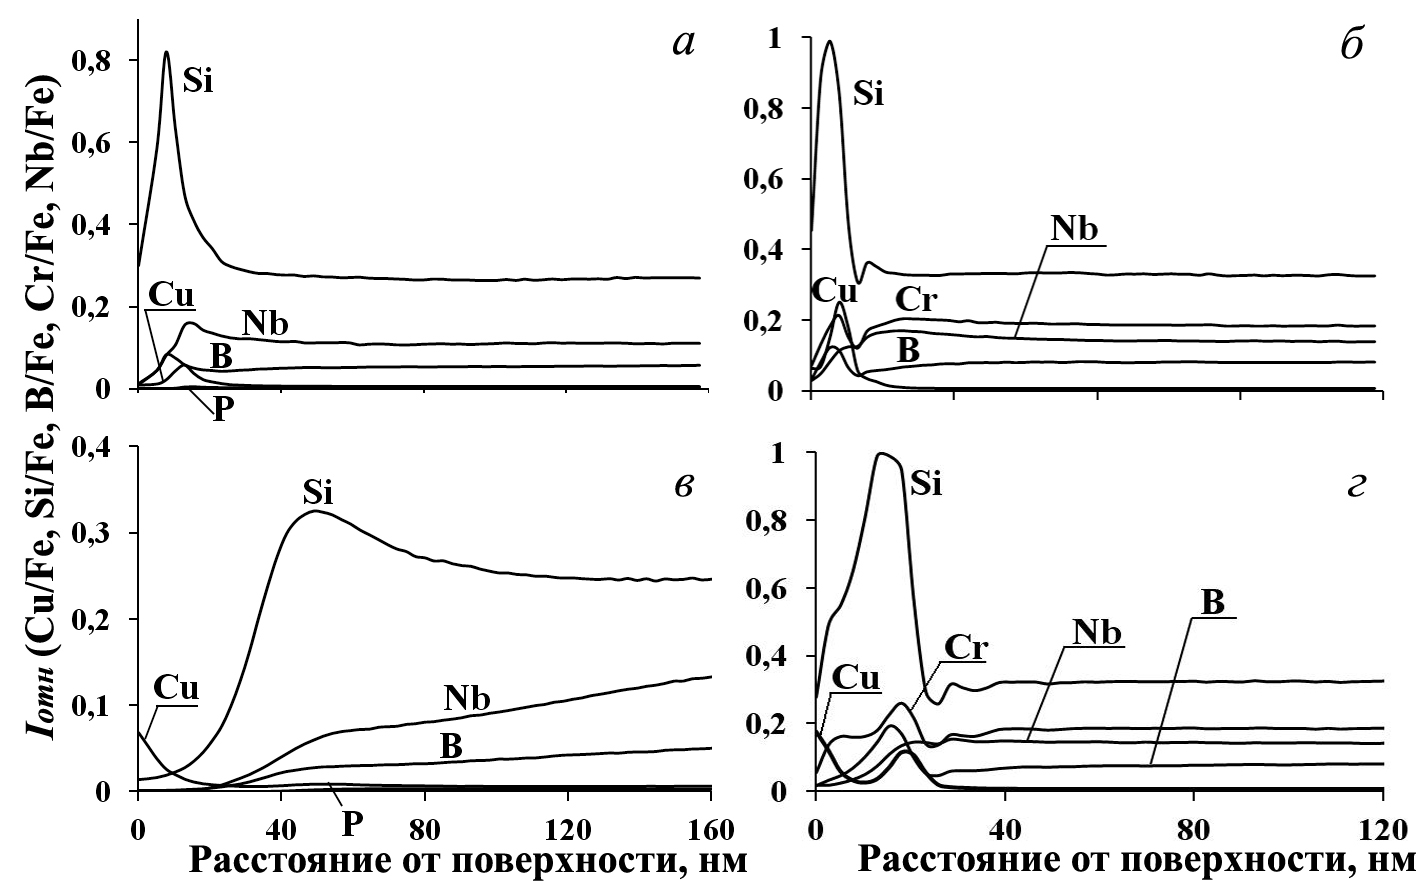 Iотн (Cu/Fe, Si/Fe, B/Fe, Cr/Fe, Nb/Fe)
а
0,8
0,6
0,4
0,2
0
Si
Cu
Nb
B
P
б
1
0,8
0,6
0,4
0,2
0
Si
Nb
Cu
Cr
B
120
в
0,4
0,3
0,2
0,1
0
Si
Cu
Nb
B
P
0 40 80 120 160
Расстояние от поверхности, нм
г
1
0,8
0,6
0,4
0,2
0
Si
B
Nb
Cr
Cu
0 40 80 120
Расстояние от поверхности, нм